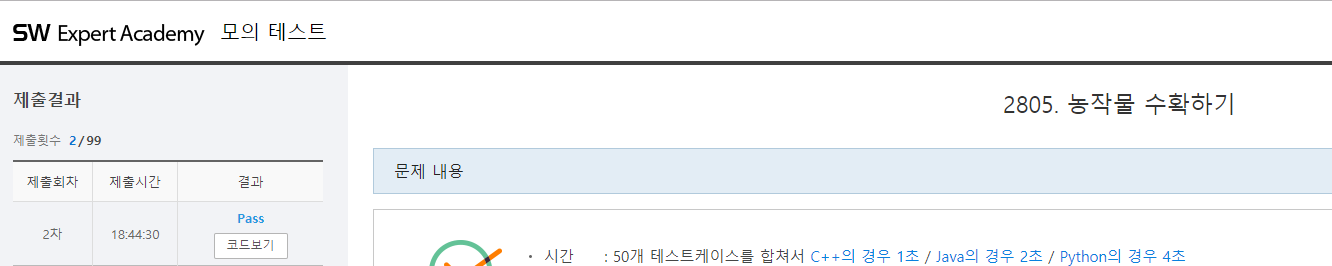 SW Expert Academy 모의 테스트
제출결과
제출횟수 2/99
제출회차 제출시간 결과
2차 18:44:30 Pass
코드보기
2805. 농작물 수확하기
문제 내용
· 시간 : 50개 테스트케이스를 합쳐서 C++의 경우 1초 / Java의 경우 2초 / Python의 경우 4초